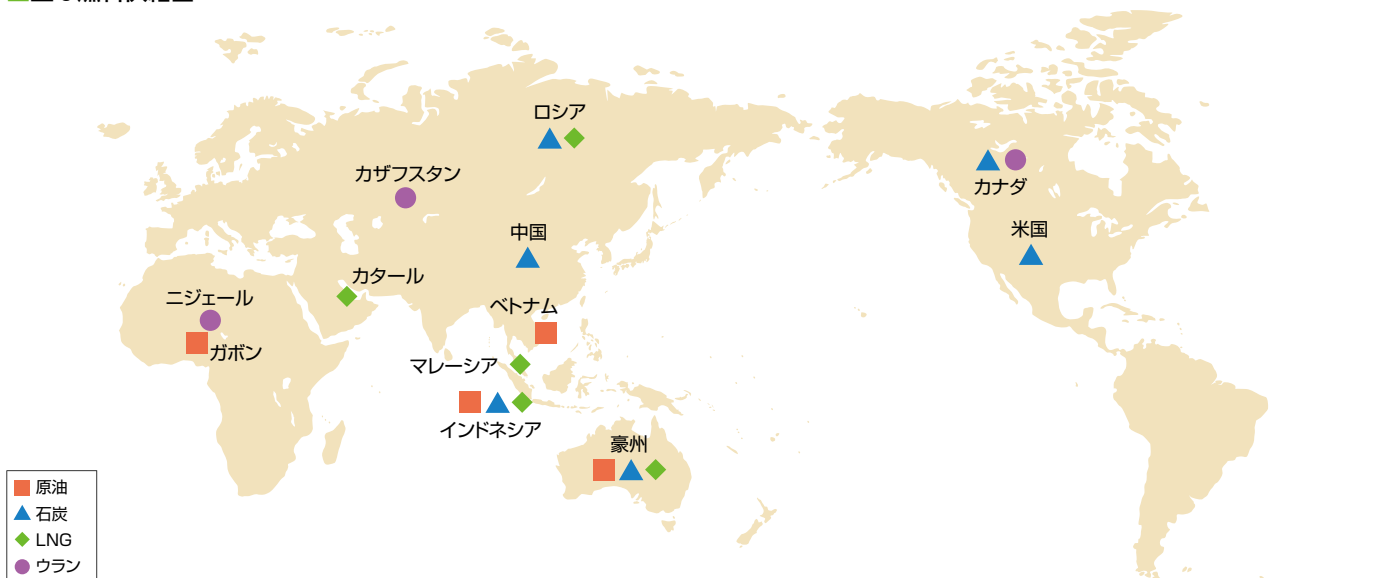 ロシア
カザフスタン
カナダ
中国
米国
カタール
ニジェール
ベトナム
ガボン
マレーシア
インドネシア
豪州
原油
石炭
LNG
ウラン